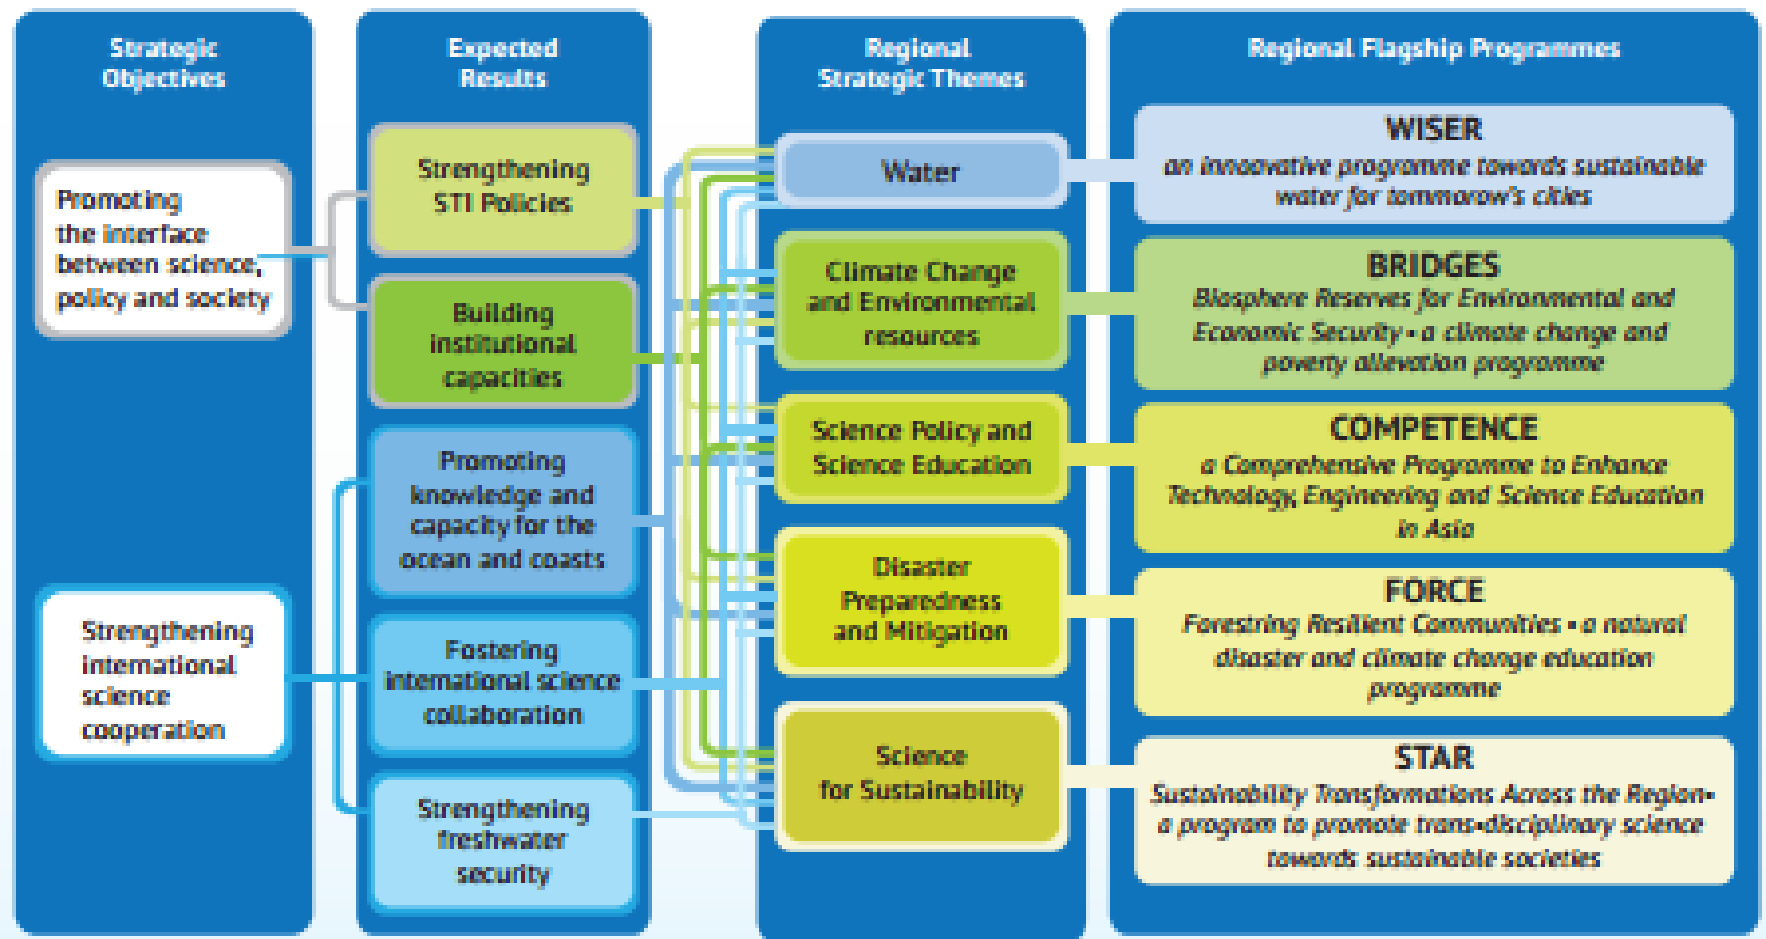 Strategic
Objectives
Promoting
the interface
between science,
policy and society
Strengthening
international
science
cooperation
Expected
Results
Strengthening
STI Policies
Building
institutional
capacities
Promoting
knowledge and
capacity for the
ocean and coasts
Fostering
international science
collaboration
Strengthening
freshwater
security
Regional
Strategic Themes
Water
Climate Change
and Environmental
resources
Science Policy and
Science Education
Disaster
Preparedness
and Mitigation
Science
for Sustainability
Regional Flagship Programmes
WISER
an innoavative programme towards sustainable
water for tommorow's cities
BRIDGES
Biosphere Reserves for Environmental and
Economic Security - a climate change and
poverty allevation programme
COMPETENCE
a Comprehensive Programme to Enhance
Technology, Engineering and Science Education
in Asia
FORCE
Forestring Resilient Communities - a natural
disaster and climate change education
programme
STAR
Sustainability Transformations Across the Region-
a program to promote trans-disciplinary science
towards sustainable societies